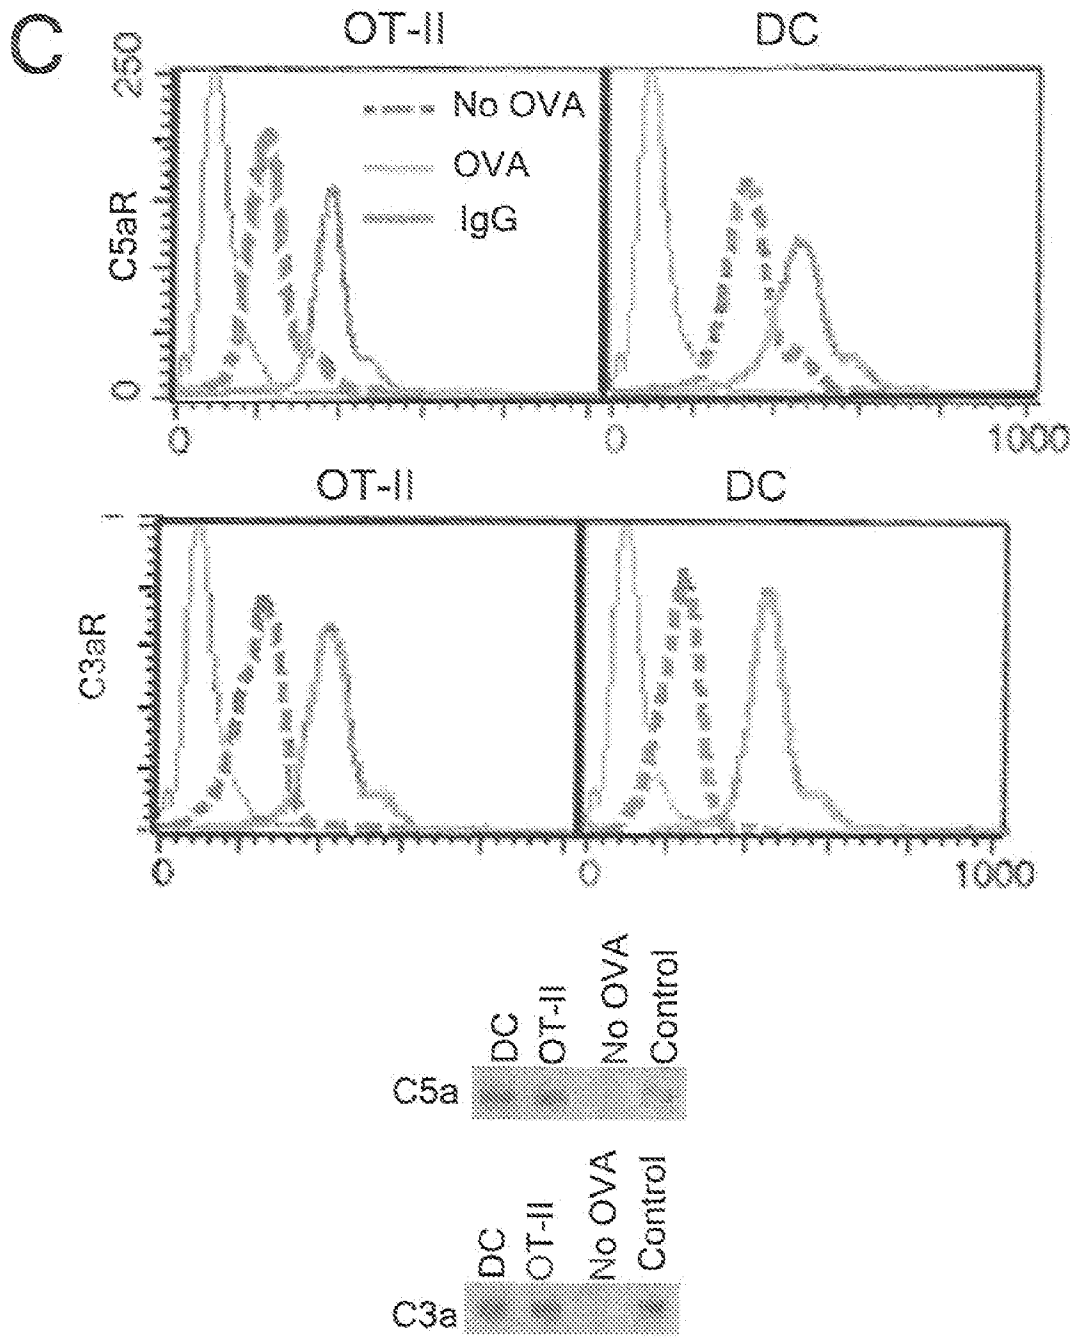 C
OT-II DC
250
No OVA
OVA
IgG
C5aR
0
0 0 1000
OT-II DC
1
C3aR
0 0 1000
DC OT-II No OVA Control
C5a
DC OT-II No OVA Control
C3a